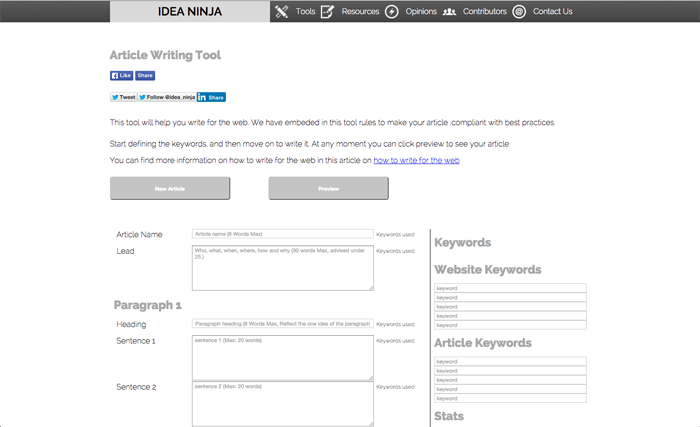 IDEA NINJA
Tools
Resources
Opinions
Contributors
Contact Us
Article Writing Tool
Like Share
Tweet Follow @idea_ninja Share
This tool will help you write for the web. We have embeded in this tool rules to make your article ,compliant with best practices.
Start defining the keywords, and then move on to write it. At any moment you can click preview to see your article
You can find more information on how to write for the web in this article on how to write for the web
New Article
Preview
Article Name
Article name (8 Words Max)
Keywords used:
Lead
Who, what, when, where, how and why (30 words Max, advised under
25 )
Keywords used:
Paragraph 1
Heading
Paragraph heading (8 Words Max, Reflect the one idea of the paragraph)
Keywords used:
Sentence 1
sentence 1 (Max: 20 words)
Keywords used:
Sentence 2
sentence 2 (Max: 20 words)
Keywords used:
Keywords
Website Keywords
keyword
keyword
keyword
keyword
keyword
Article Keywords
keyword
keyword
keyword
keyword
keyword
Stats